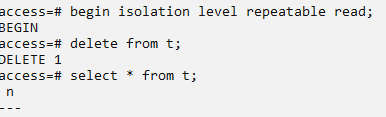 access=# begin isolation level repeatable read;
BEGIN
access=# delete from t;
DELETE 1
access=# select * from t;
 n
---